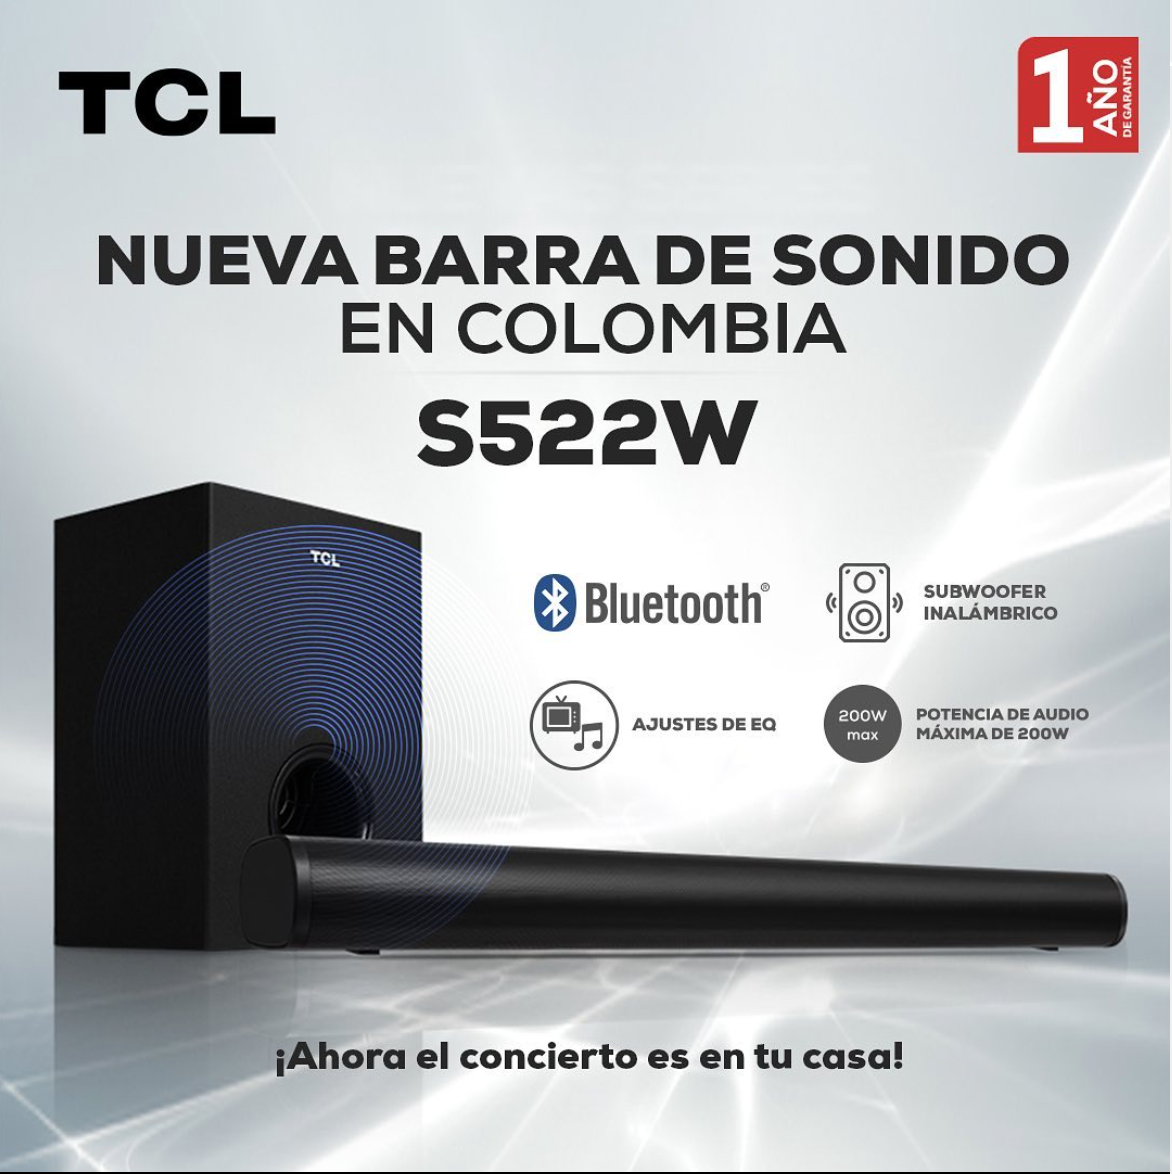 TCL
1 AÑO
DE GARANTÍA
NUEVA BARRA DE SONIDO
EN COLOMBIA
S522W
TCL
Bluetooth®
SUBWOOFER
INALÁMBRICO
AJUSTES DE EQ
200W
max
POTENCIA DE AUDIO
MÁXIMA DE 200W
¡Ahora el concierto es en tu casa!